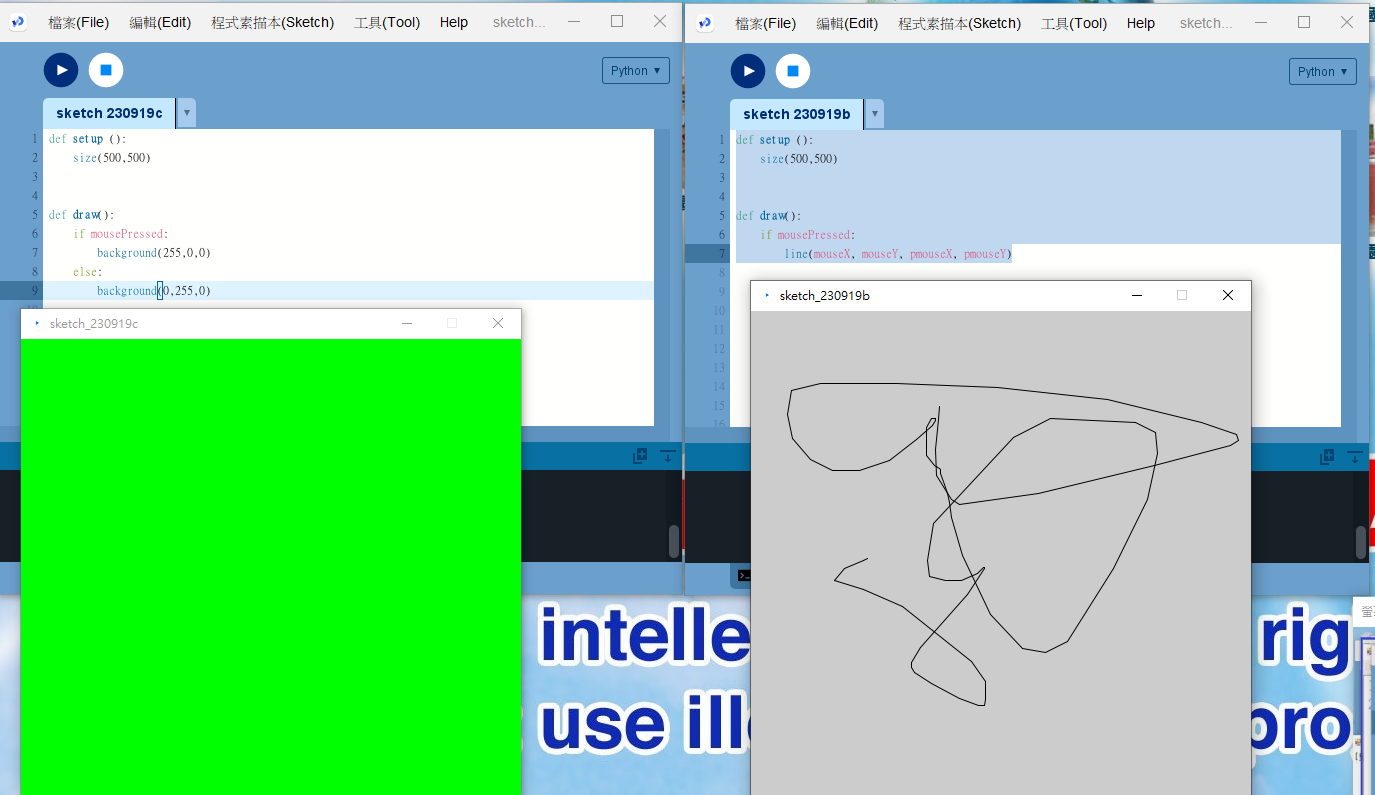 檔案(File) 編輯(Edit) 程式素描本(Sketch) 工具(Tool) Help sketch...
Python ▼
sketch 230919c ▼
1 def setup ():
2 size(500,500)
3
4
5 def draw():
6 if mousePressed:
7 background(255,0,0)
8 else:
9 background(0,255,0)
sketch_230919c
檔案(File) 編輯(Edit) 程式素描本(Sketch) 工具(Tool) Help sketch...
Python ▼
sketch 230919b ▼
1 def setup ():
2 size(500,500)
3
4
5 def draw():
6 if mousePressed:
7 line(mouseX, mouseY, pmouseX, pmouseY)
8
9
10
11
12
13
14
15
16
sketch_230919b
intelle rig
use ill pro